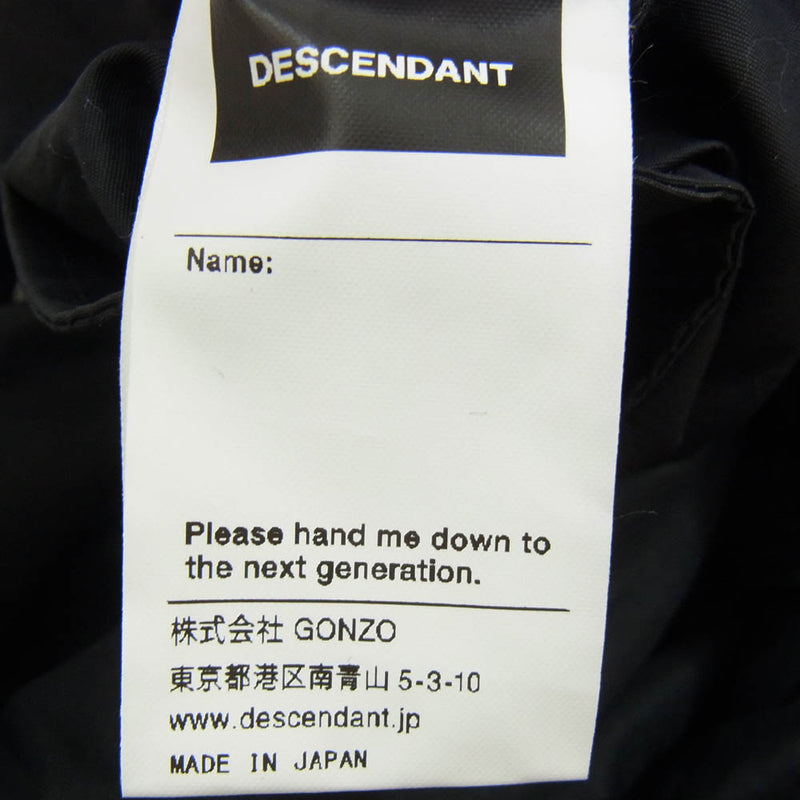 DESCENDANT
Name:
Please hand me down to
the next generation.
株式会社 GONZO
東京都港区南青山 5-3-10
www.descendant.jp
MADE IN JAPAN